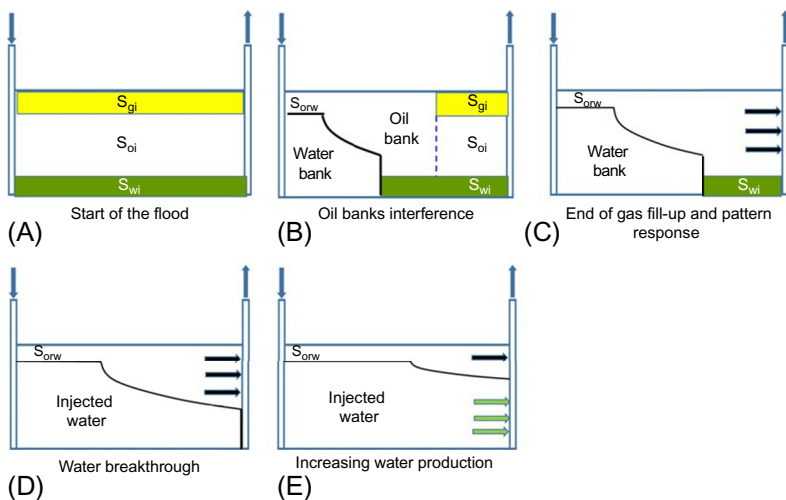 S_gi
S_oi
S_wi
(A)
Start of the flood
S_orw
Oil
bank
S_gi
S_oi
Water
bank
S_wi
(B)
Oil banks interference
S_orw
Water
bank
S_wi
(C)
End of gas fill-up and pattern
response
S_orw
Injected
water
(D)
Water breakthrough
S_orw
Injected
water
(E)
Increasing water production